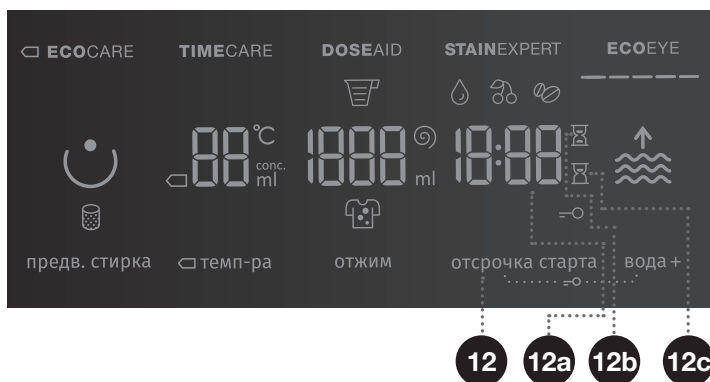 ECOCARE TIMECARE DOSEAID STAINEXPERT ECOEYE
88 °C conc. ml 1888 ml 18:88
предв. стирка темп-ра отжим отсрочка старта вода +
12 12a 12b 12c